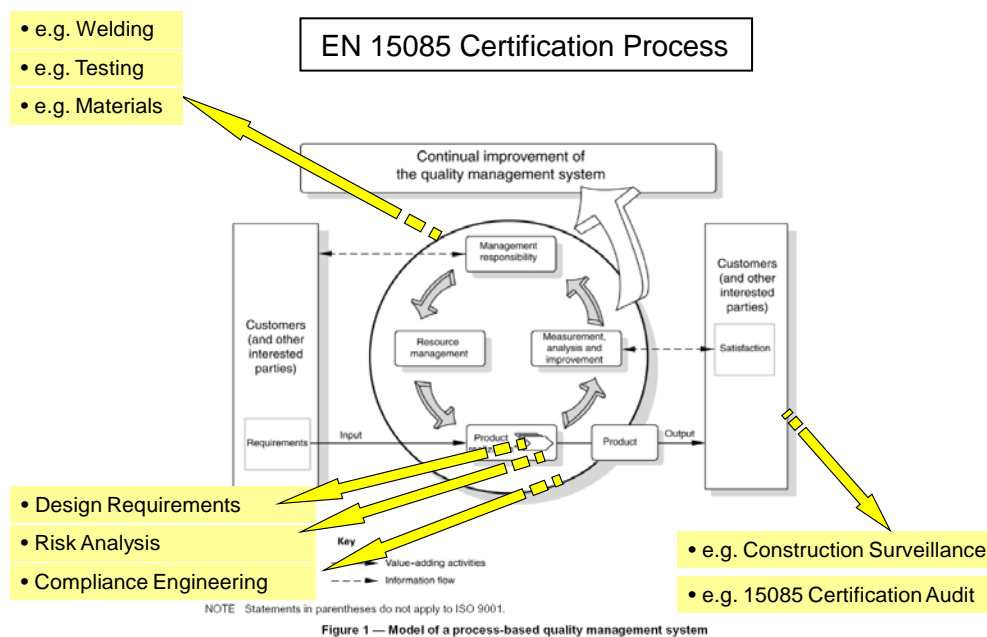 • e.g. Welding
• e.g. Testing
• e.g. Materials
EN 15085 Certification Process
Continual improvement of
the quality management system
Customers
(and other
interested
parties)
Requirements
Management
responsibility
Resource
management
Measurement,
analysis and
improvement
Input
Product
Product
Output
Customers
(and other
interested
parties)
Satisfaction
• Design Requirements
• Risk Analysis
• Compliance Engineering
Key
Value-adding activities
Information flow
• e.g. Construction Surveillance
• e.g. 15085 Certification Audit
NOTE Statements in parentheses do not apply to ISO 9001.
Figure 1 — Model of a process-based quality management system